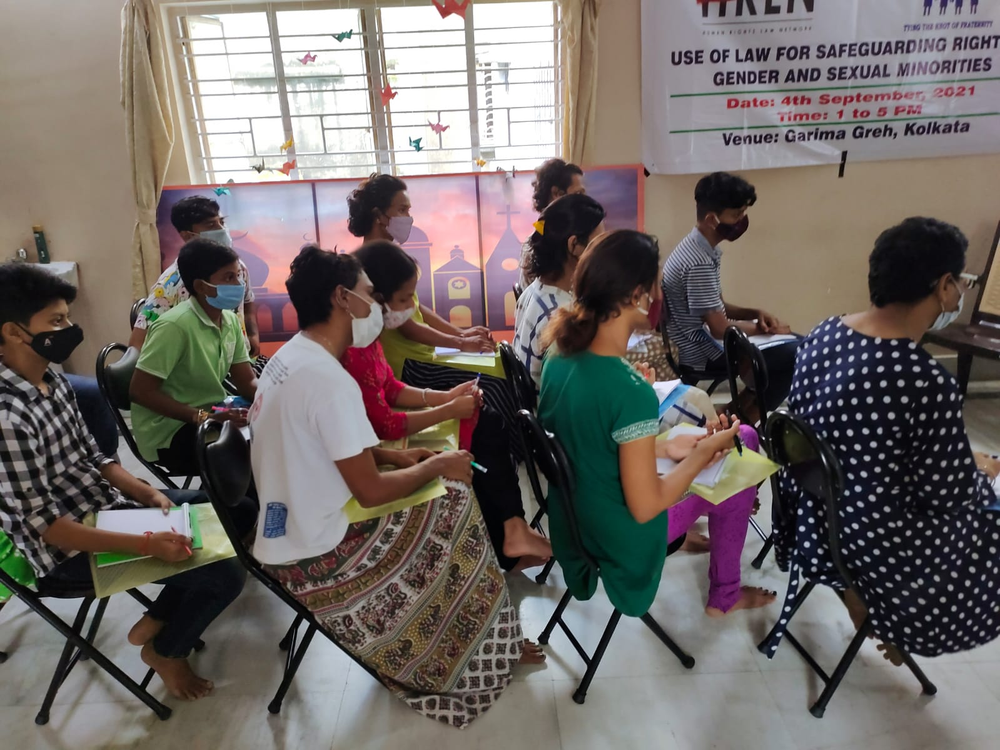 HRLN
HUMAN RIGHTS LAW NETWORK
TYING THE KNOT OF FRATERNITY
USE OF LAW FOR SAFEGUARDING RIGHT
GENDER AND SEXUAL MINORITIES
Date: 4th September, 2021
Time: 1 to 5 PM
Venue: Garima Greh, Kolkata